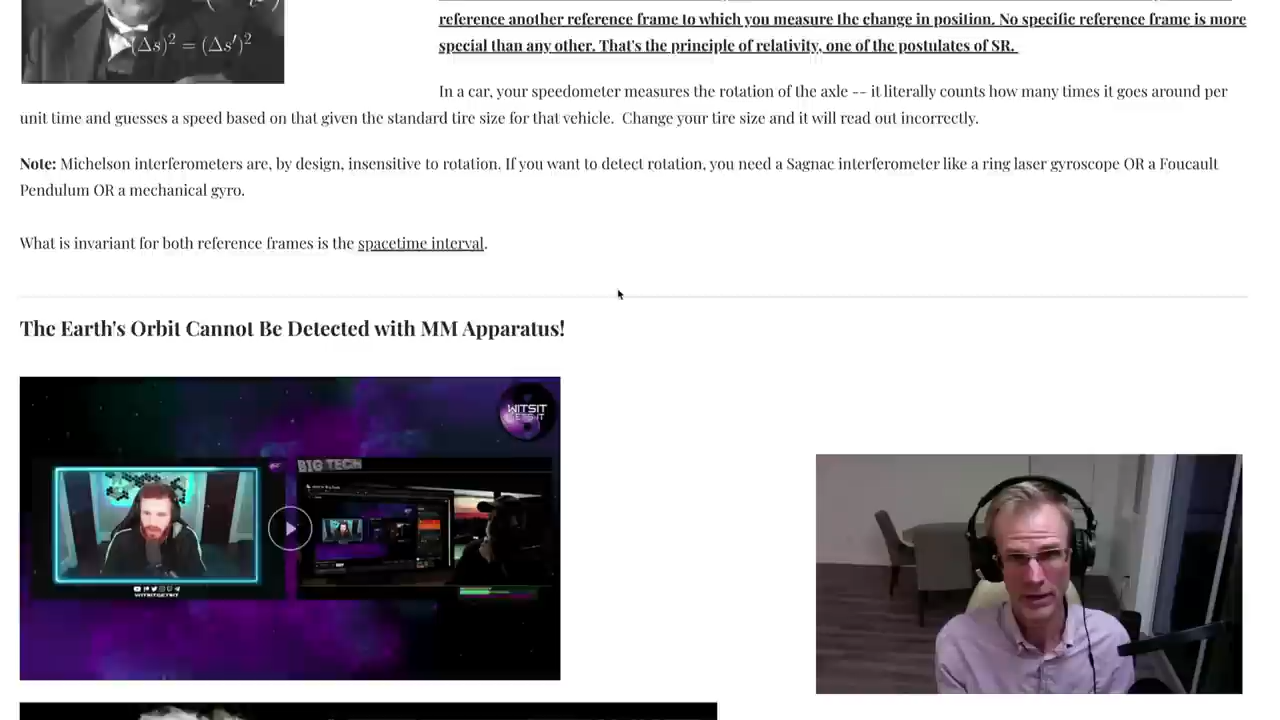 reference another reference frame to which you measure the change in position. No specific reference frame is more
special than any other. That's the principle of relativity, one of the postulates of SR.
(Δs)² = (Δs′)²
In a car, your speedometer measures the rotation of the axle -- it literally counts how many times it goes around per
unit time and guesses a speed based on that given the standard tire size for that vehicle. Change your tire size and it will read out incorrectly.
Note: Michelson interferometers are, by design, insensitive to rotation. If you want to detect rotation, you need a Sagnac interferometer like a ring laser gyroscope OR a Foucault
Pendulum OR a mechanical gyro.
What is invariant for both reference frames is the spacetime interval.
The Earth's Orbit Cannot Be Detected with MM Apparatus!
WITSIT
GETS IT
BIG TECH
WITSITGETSIT